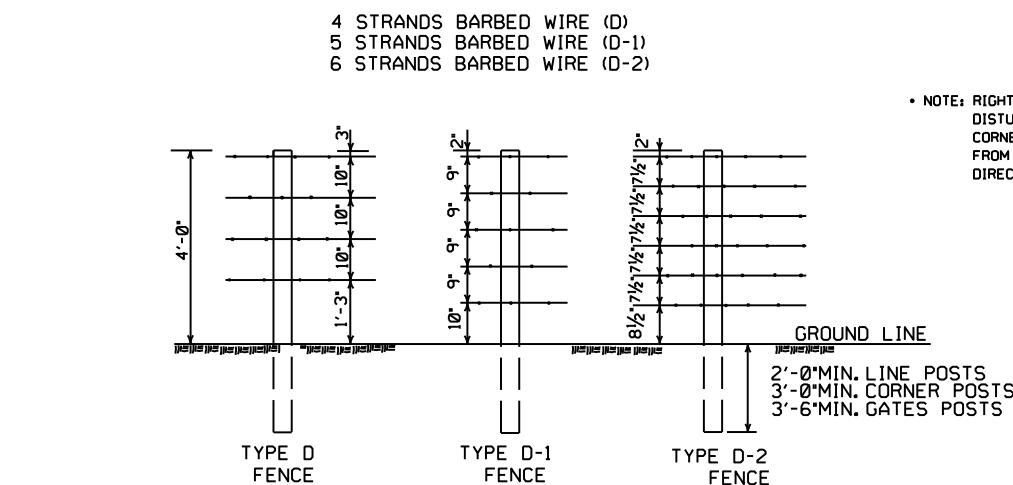 4 STRANDS BARBED WIRE (D)
5 STRANDS BARBED WIRE (D-1)
6 STRANDS BARBED WIRE (D-2)
• NOTE: RIGHT
DISTU
CORNE
FROM
DIREC
4'-0"
3"
10"
10"
10"
1'-3"
2"
9"
9"
9"
9"
10"
2"
7½"
7½"
7½"
7½"
7½"
8½"
GROUND LINE
2'-0"MIN. LINE POSTS
3'-0"MIN. CORNER POSTS
3'-6"MIN. GATES POSTS
TYPE D
FENCE
TYPE D-1
FENCE
TYPE D-2
FENCE